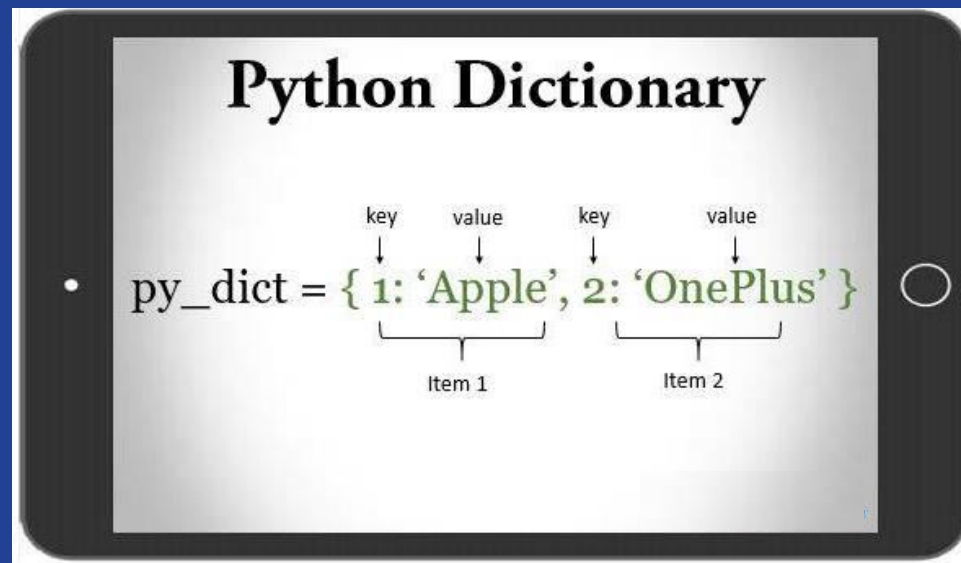 Python Dictionary
key value key value
py_dict = { 1: ‘Apple’, 2: ‘OnePlus’ }
Item 1 Item 2